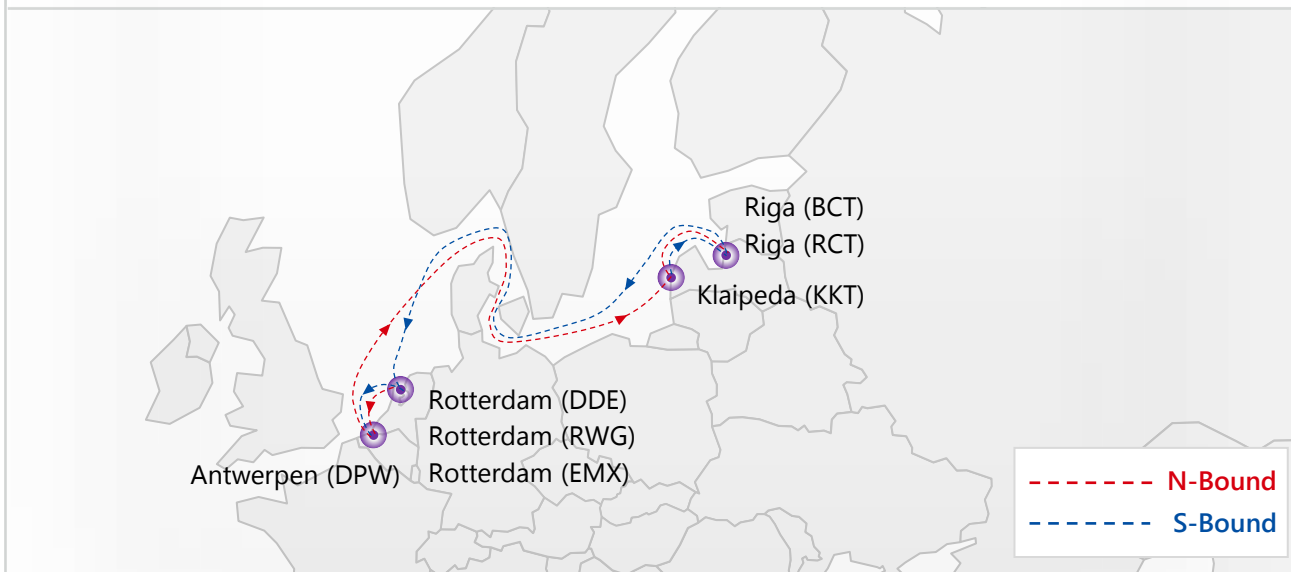 Riga (BCT)
Riga (RCT)
Klaipeda (KKT)
Rotterdam (DDE)
Rotterdam (RWG)
Antwerpen (DPW)
Rotterdam (EMX)
N-Bound
S-Bound